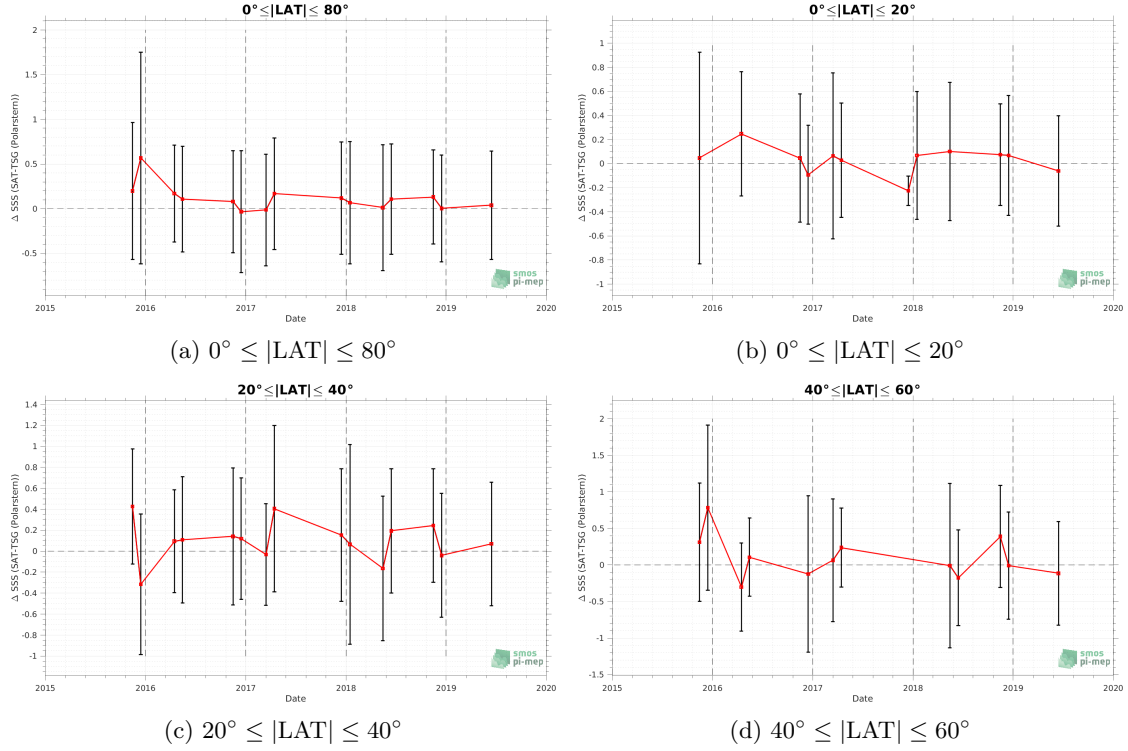 0°≤|LAT|≤ 80°
Δ SSS (SAT-TSG (Polarstern))
2
1.5
1
0.5
0
-0.5
2015 2016 2017 2018 2019 2020
Date
smos
pi-mep
(a) 0° ≤ |LAT| ≤ 80°
0°≤|LAT|≤ 20°
Δ SSS (SAT-TSG (Polarstern))
1
0.8
0.6
0.4
0.2
0
-0.2
-0.4
-0.6
-0.8
-1
2015 2016 2017 2018 2019 2020
Date
smos
pi-mep
(b) 0° ≤ |LAT| ≤ 20°
20°≤|LAT|≤ 40°
Δ SSS (SAT-TSG (Polarstern))
1.4
1.2
1
0.8
0.6
0.4
0.2
0
-0.2
-0.4
-0.6
-0.8
-1
2015 2016 2017 2018 2019 2020
Date
smos
pi-mep
(c) 20° ≤ |LAT| ≤ 40°
40°≤|LAT|≤ 60°
Δ SSS (SAT-TSG (Polarstern))
2
1.5
1
0.5
0
-0.5
-1
-1.5
2015 2016 2017 2018 2019 2020
Date
smos
pi-mep
(d) 40° ≤ |LAT| ≤ 60°